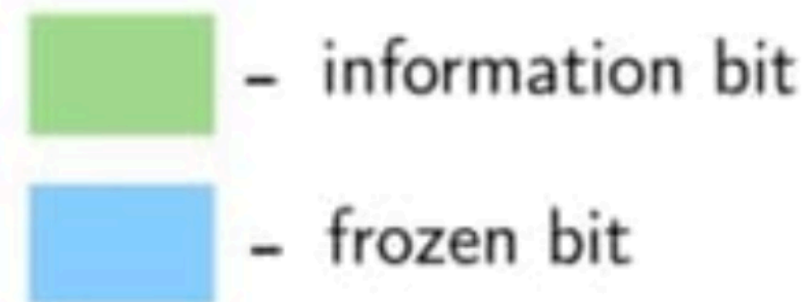 - information bit
- frozen bit